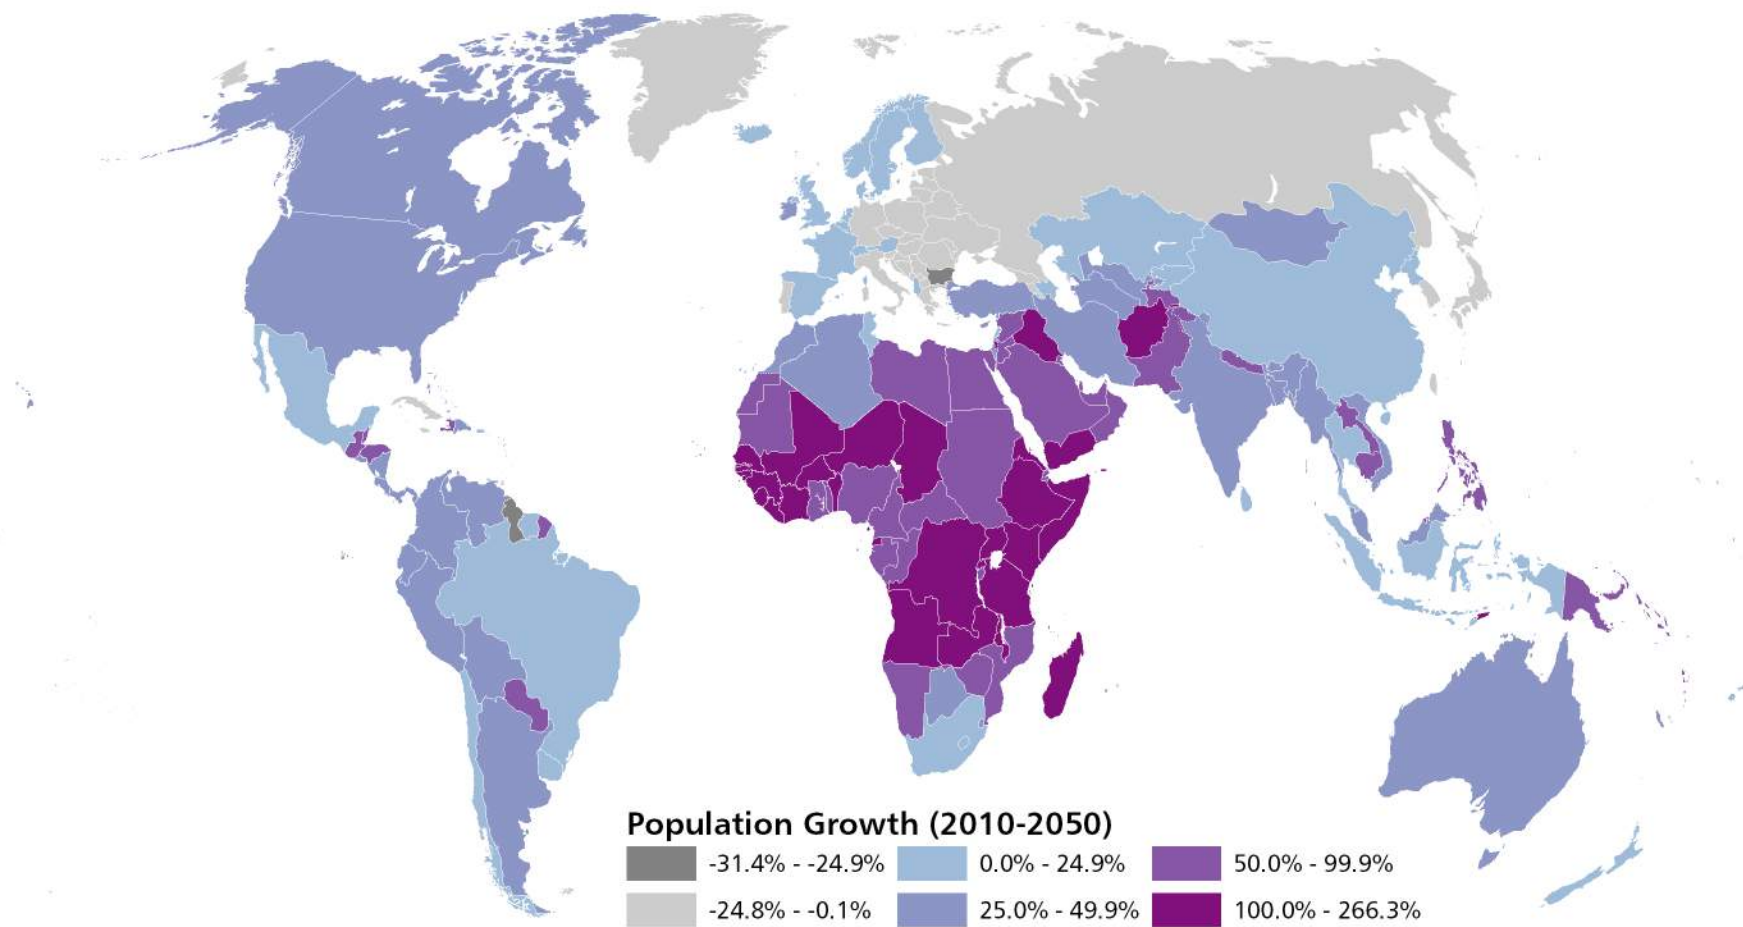 Population Growth (2010-2050)
-31.4% - -24.9% 0.0% - 24.9% 50.0% - 99.9%
-24.8% - -0.1% 25.0% - 49.9% 100.0% - 266.3%